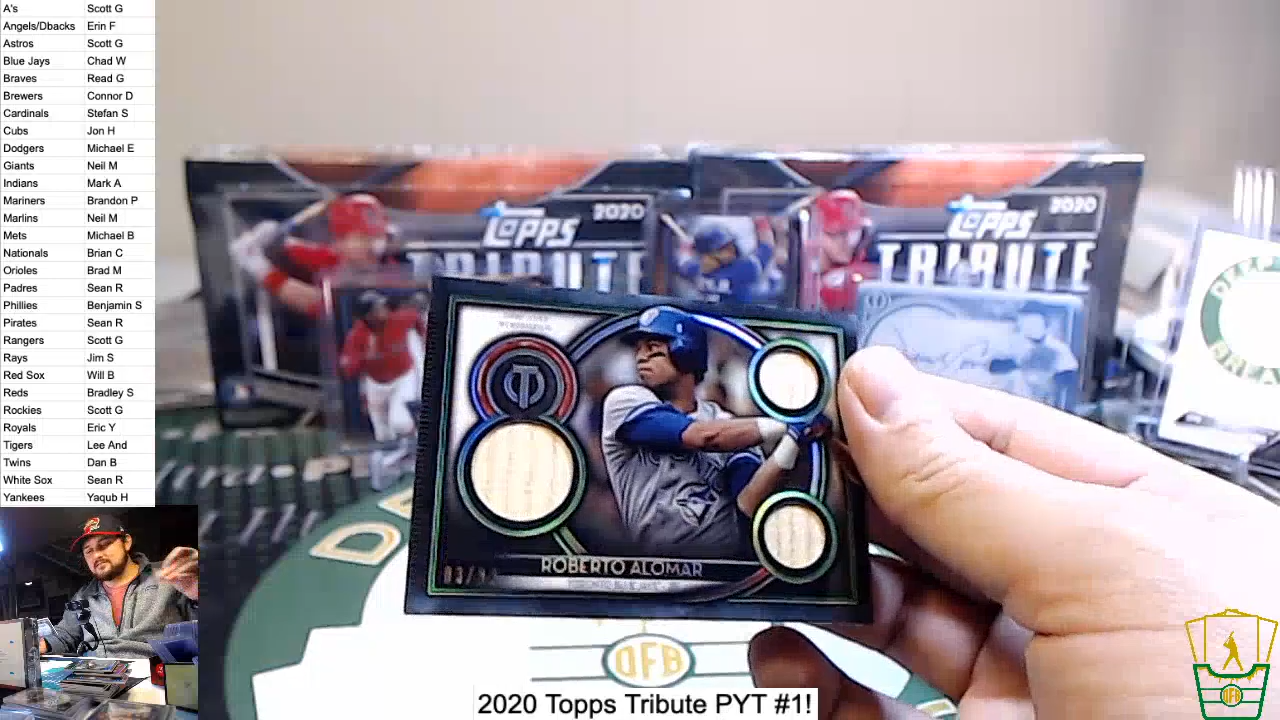 A's Scott G
Angels/Dbacks Erin F
Astros Scott G
Blue Jays Chad W
Braves Read G
Brewers Connor D
Cardinals Stefan S
Cubs Jon H
Dodgers Michael E
Giants Neil M
Indians Mark A
Mariners Brandon P
Marlins Neil M
Mets Michael B
Nationals Brian C
Orioles Brad M
Padres Sean R
Phillies Benjamin S
Pirates Sean R
Rangers Scott G
Rays Jim S
Red Sox Will B
Reds Bradley S
Rockies Scott G
Royals Eric Y
Tigers Lee And
Twins Dan B
White Sox Sean R
Yankees Yaqub H
TOPPS 2020
TRIBUTE
TOPPS 2020
TRIBUTE
T
ROBERTO ALOMAR
DFB
2020 Topps Tribute PYT #1!
DFB